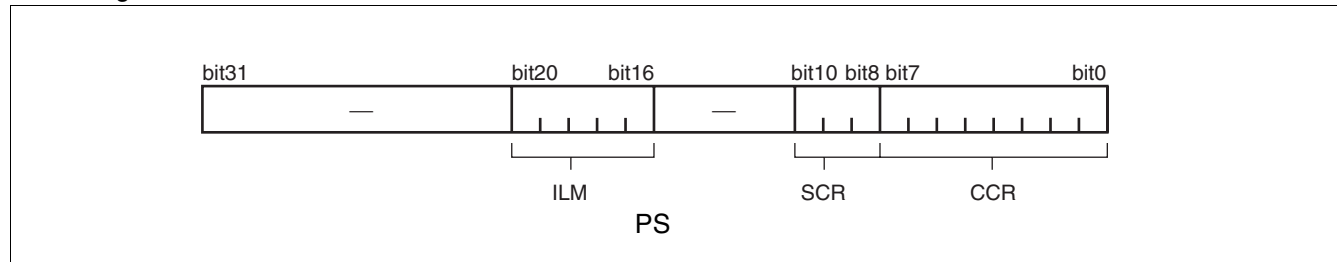 bit31 bit20 bit16 bit10 bit8 bit7 bit0
— —
ILM SCR CCR
PS